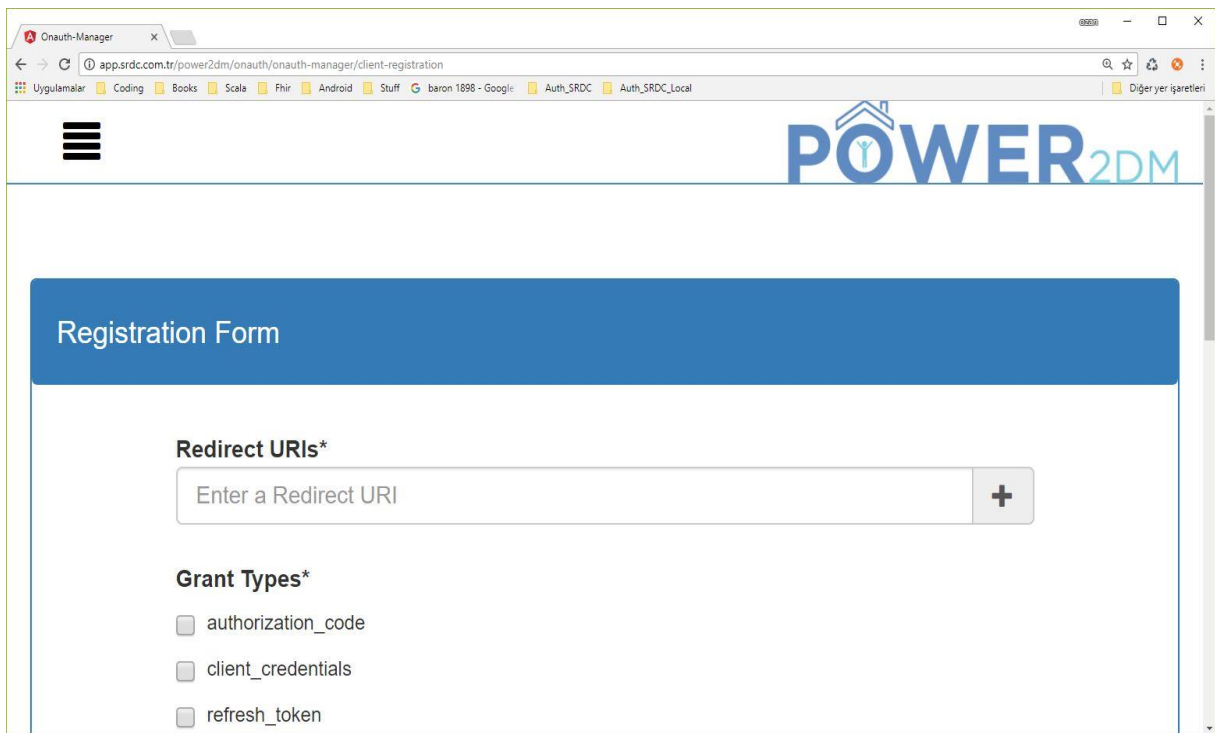 Onauth-Manager
app.srdc.com.tr/power2dm/onauth/onauth-manager/client-registration
Uygulamalar Coding Books Scala Fhir Android Stuff baron 1898 - Google Auth_SRDC Auth_SRDC_Local Diğer yer işaretleri
POWER2DM
Registration Form
Redirect URIs*
Enter a Redirect URI
Grant Types*
authorization_code
client_credentials
refresh_token